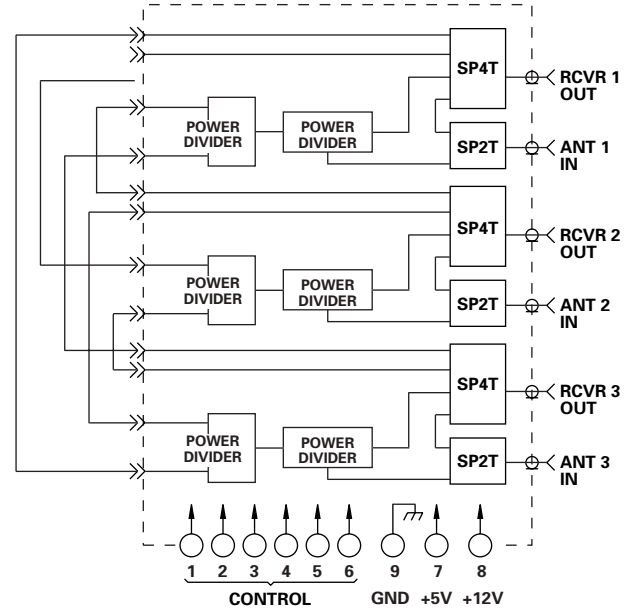 SP4T
RCVR 1
OUT
POWER
DIVIDER
POWER
DIVIDER
SP2T
ANT 1
IN
SP4T
RCVR 2
OUT
POWER
DIVIDER
POWER
DIVIDER
SP2T
ANT 2
IN
SP4T
RCVR 3
OUT
POWER
DIVIDER
POWER
DIVIDER
SP2T
ANT 3
IN
1 2 3 4 5 6 9 7 8
CONTROL GND +5V +12V